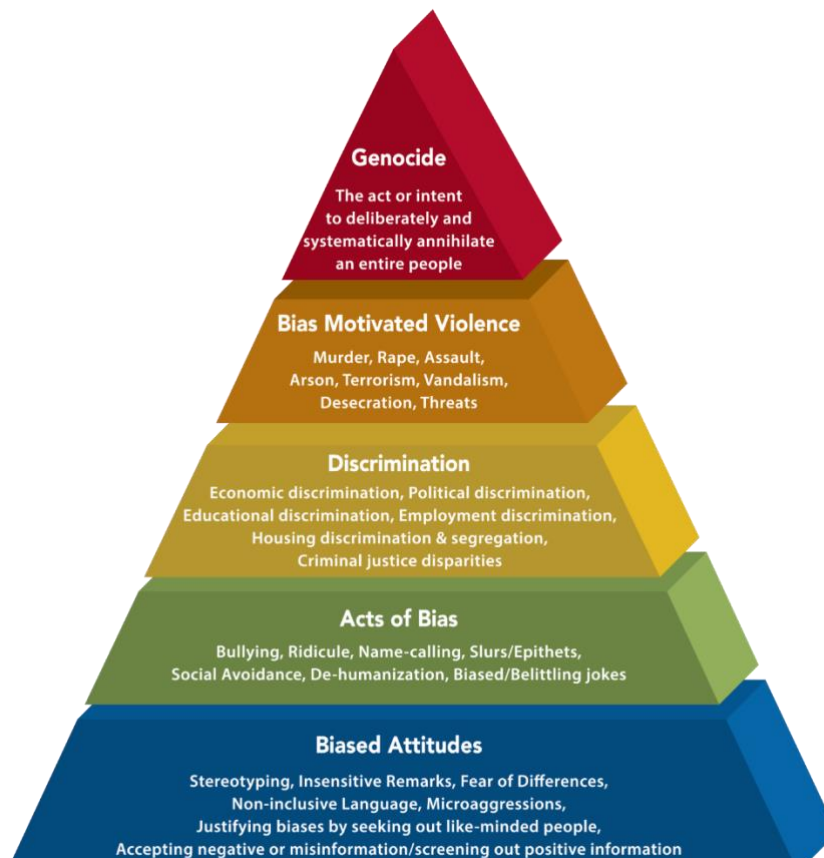 Genocide
The act or intent
to deliberately and
systematically annihilate
an entire people
Bias Motivated Violence
Murder, Rape, Assault,
Arson, Terrorism, Vandalism,
Desecration, Threats
Discrimination
Economic discrimination, Political discrimination,
Educational discrimination, Employment discrimination,
Housing discrimination & segregation,
Criminal justice disparities
Acts of Bias
Bullying, Ridicule, Name-calling, Slurs/Epithets,
Social Avoidance, De-humanization, Biased/Belittling jokes
Biased Attitudes
Stereotyping, Insensitive Remarks, Fear of Differences,
Non-inclusive Language, Microaggressions,
Justifying biases by seeking out like-minded people,
Accepting negative or misinformation/screening out positive information